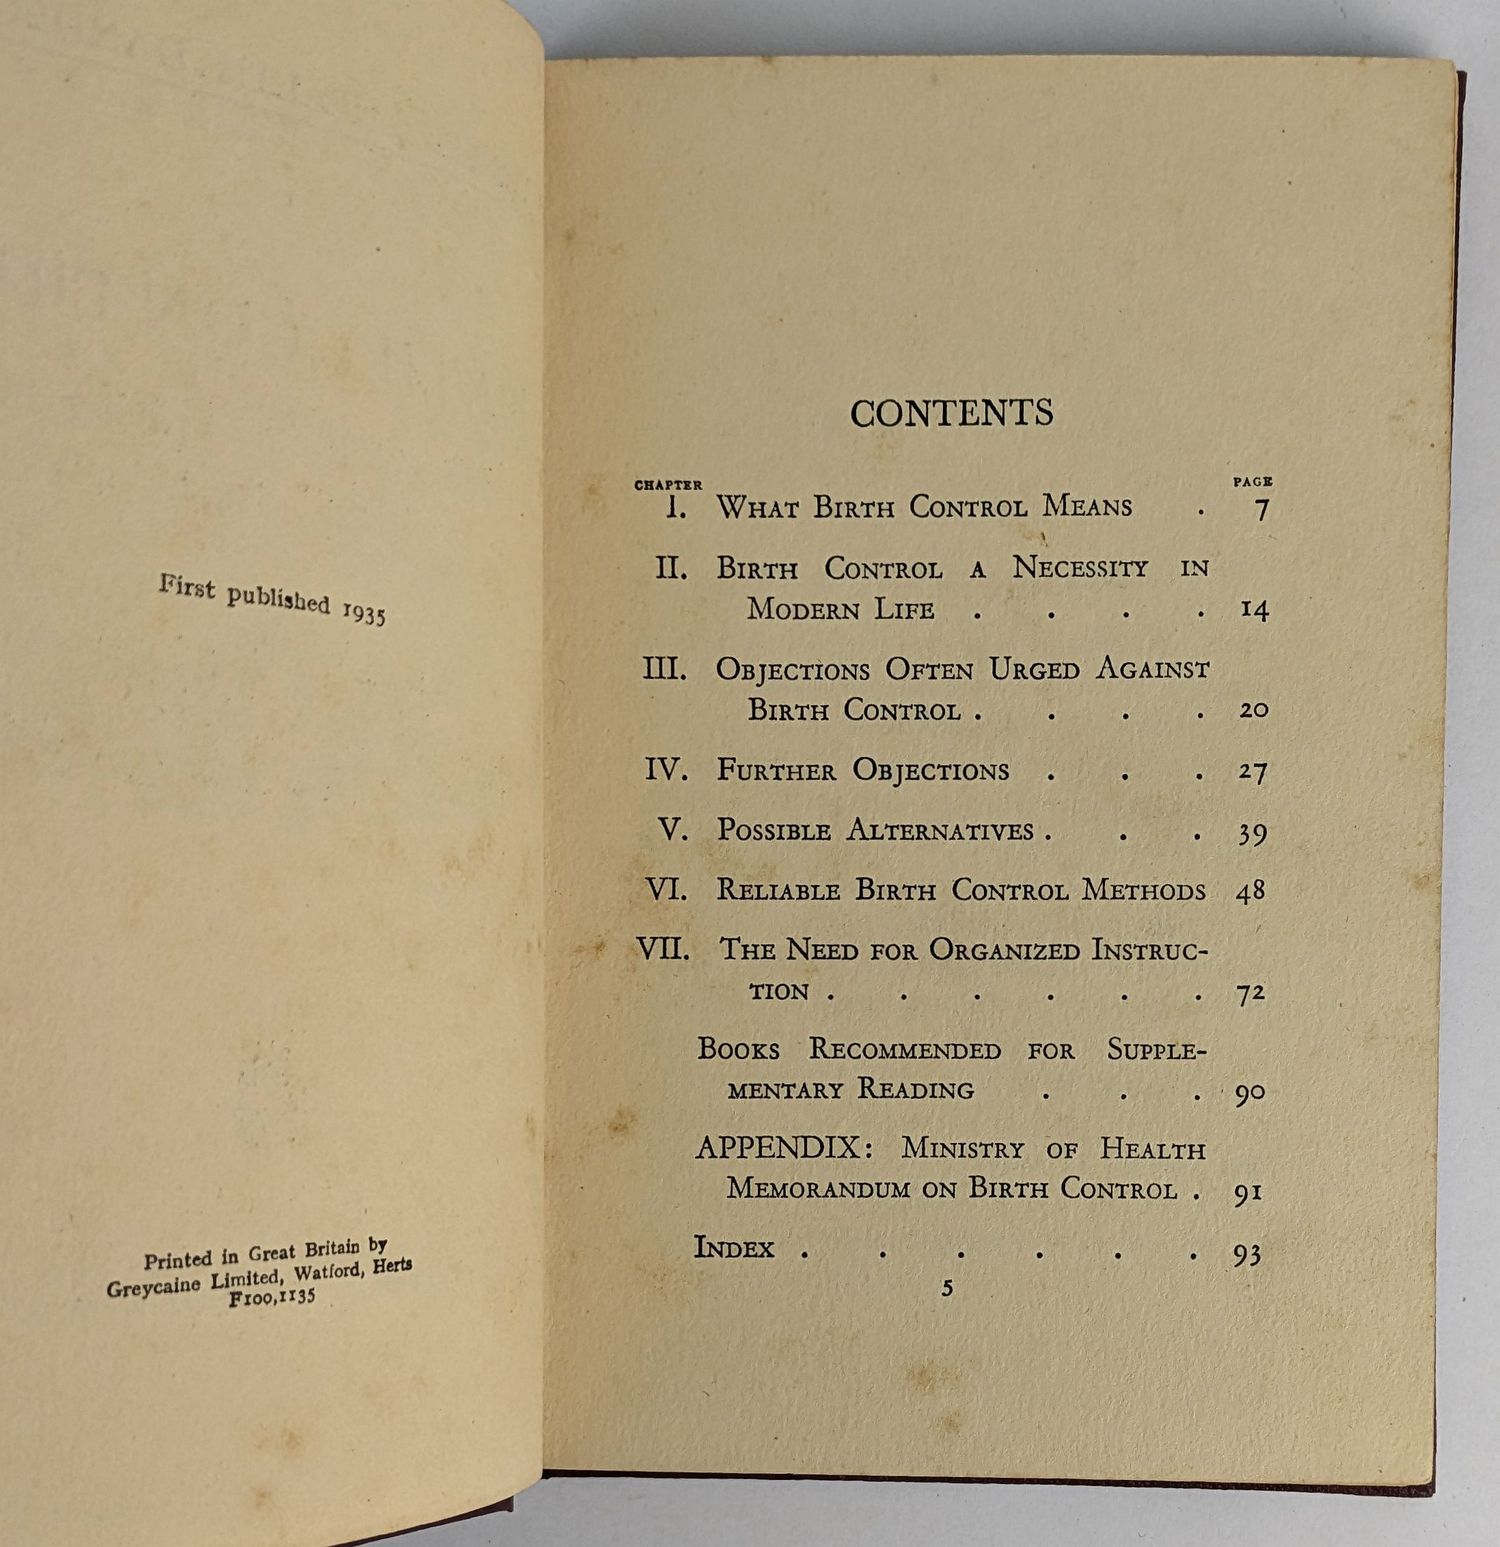 First published 1935
Printed in Great Britain by
Greycaine Limited, Watford, Herts
F100,1135
CONTENTS
CHAPTER PAGE
I. WHAT BIRTH CONTROL MEANS . 7
II. BIRTH CONTROL A NECESSITY IN
MODERN LIFE . . . . 14
III. OBJECTIONS OFTEN URGED AGAINST
BIRTH CONTROL . . . . 20
IV. FURTHER OBJECTIONS . . . 27
V. POSSIBLE ALTERNATIVES . . . 39
VI. RELIABLE BIRTH CONTROL METHODS 48
VII. THE NEED FOR ORGANIZED INSTRUC-
TION . . . . . . 72
BOOKS RECOMMENDED FOR SUPPLE-
MENTARY READING . . . 90
APPENDIX: MINISTRY OF HEALTH
MEMORANDUM ON BIRTH CONTROL . 91
INDEX . . . . . . 93
5